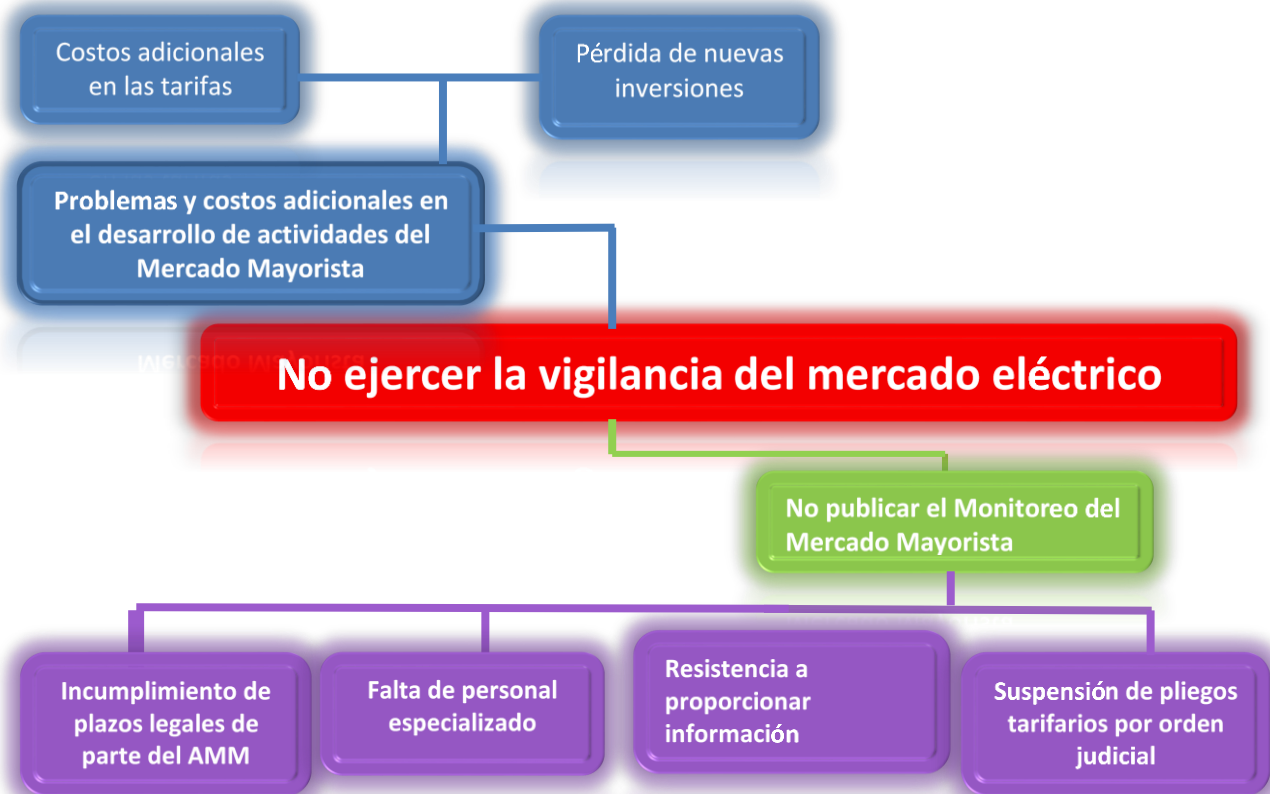 Costos adicionales
en las tarifas
Pérdida de nuevas
inversiones
Problemas y costos adicionales en
el desarrollo de actividades del
Mercado Mayorista
No ejercer la vigilancia del mercado eléctrico
No publicar el Monitoreo del
Mercado Mayorista
Incumplimiento de
plazos legales de
parte del AMM
Falta de personal
especializado
Resistencia a
proporcionar
información
Suspensión de pliegos
tarifarios por orden
judicial